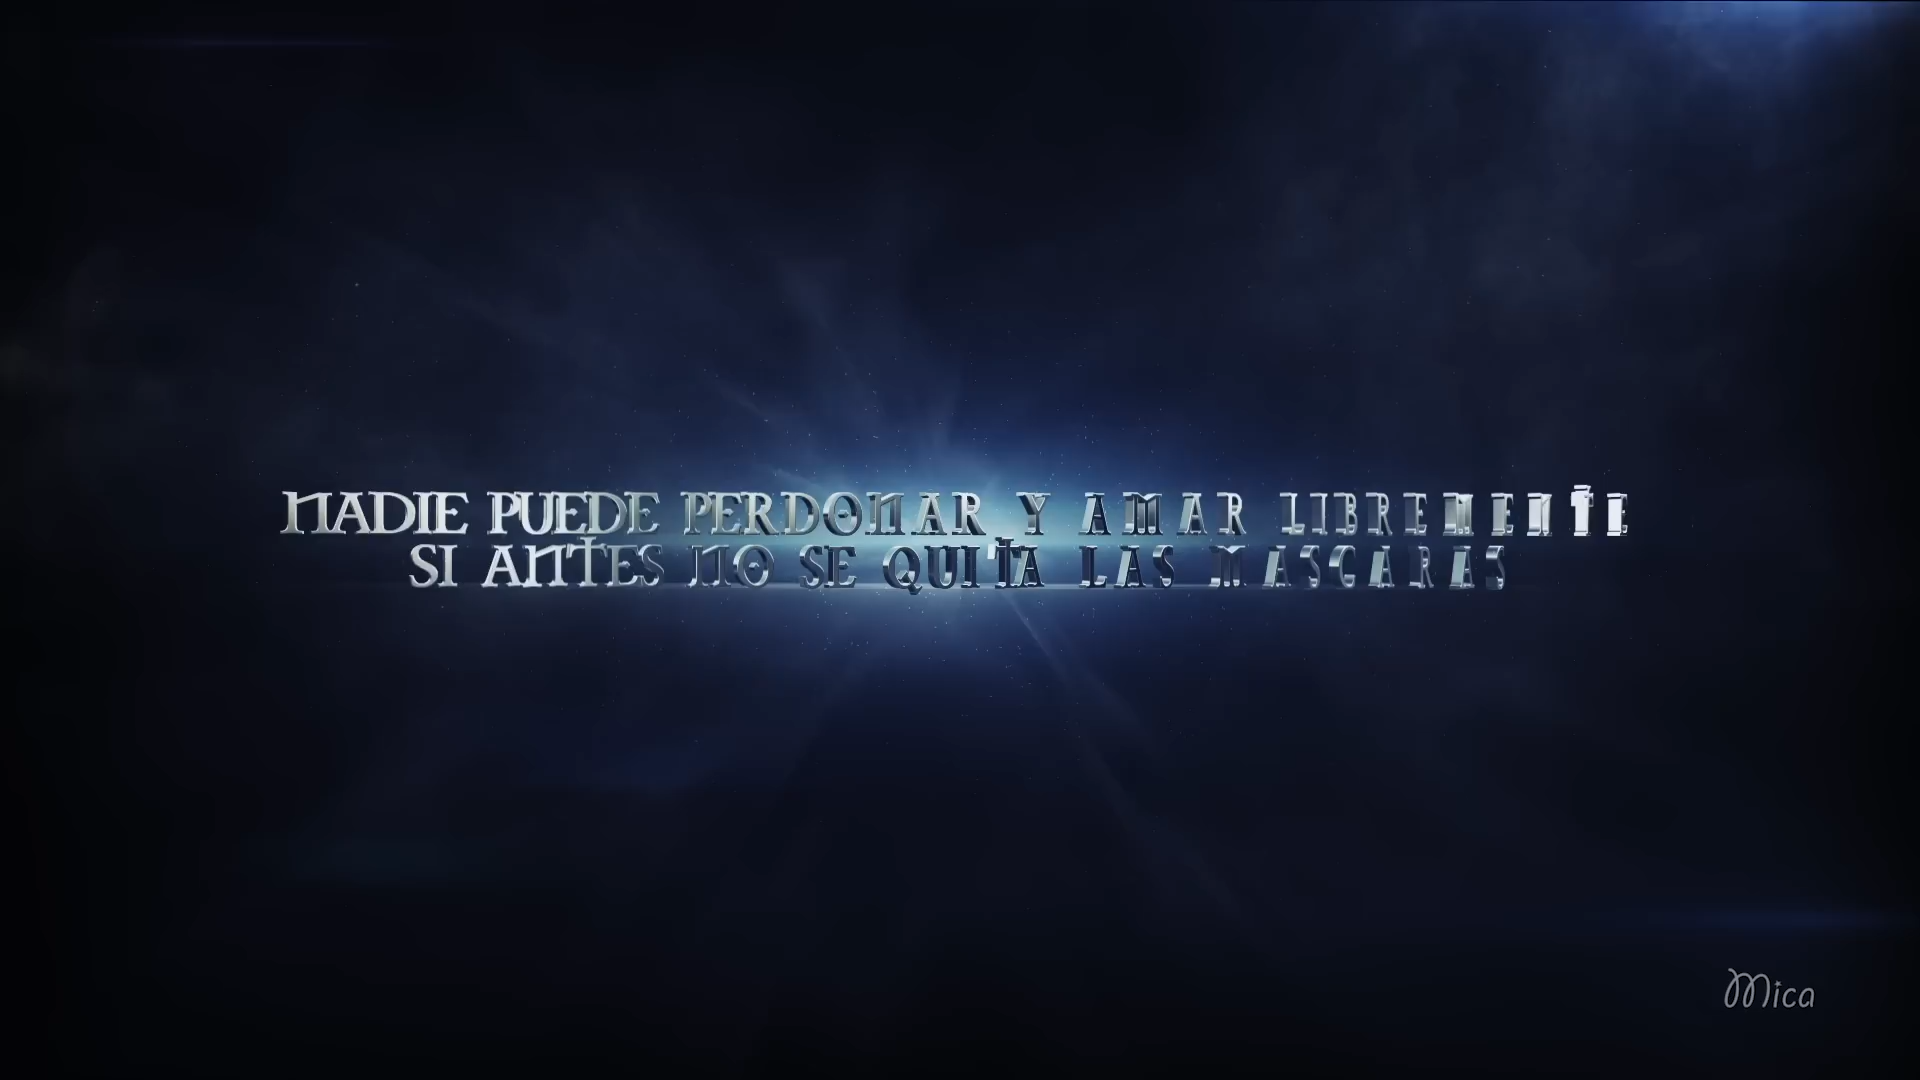 NADIE PUEDE PERDONAR Y AMAR LIBREMENTE
SI ANTES NO SE QUITA LAS MASCARAS
Mica